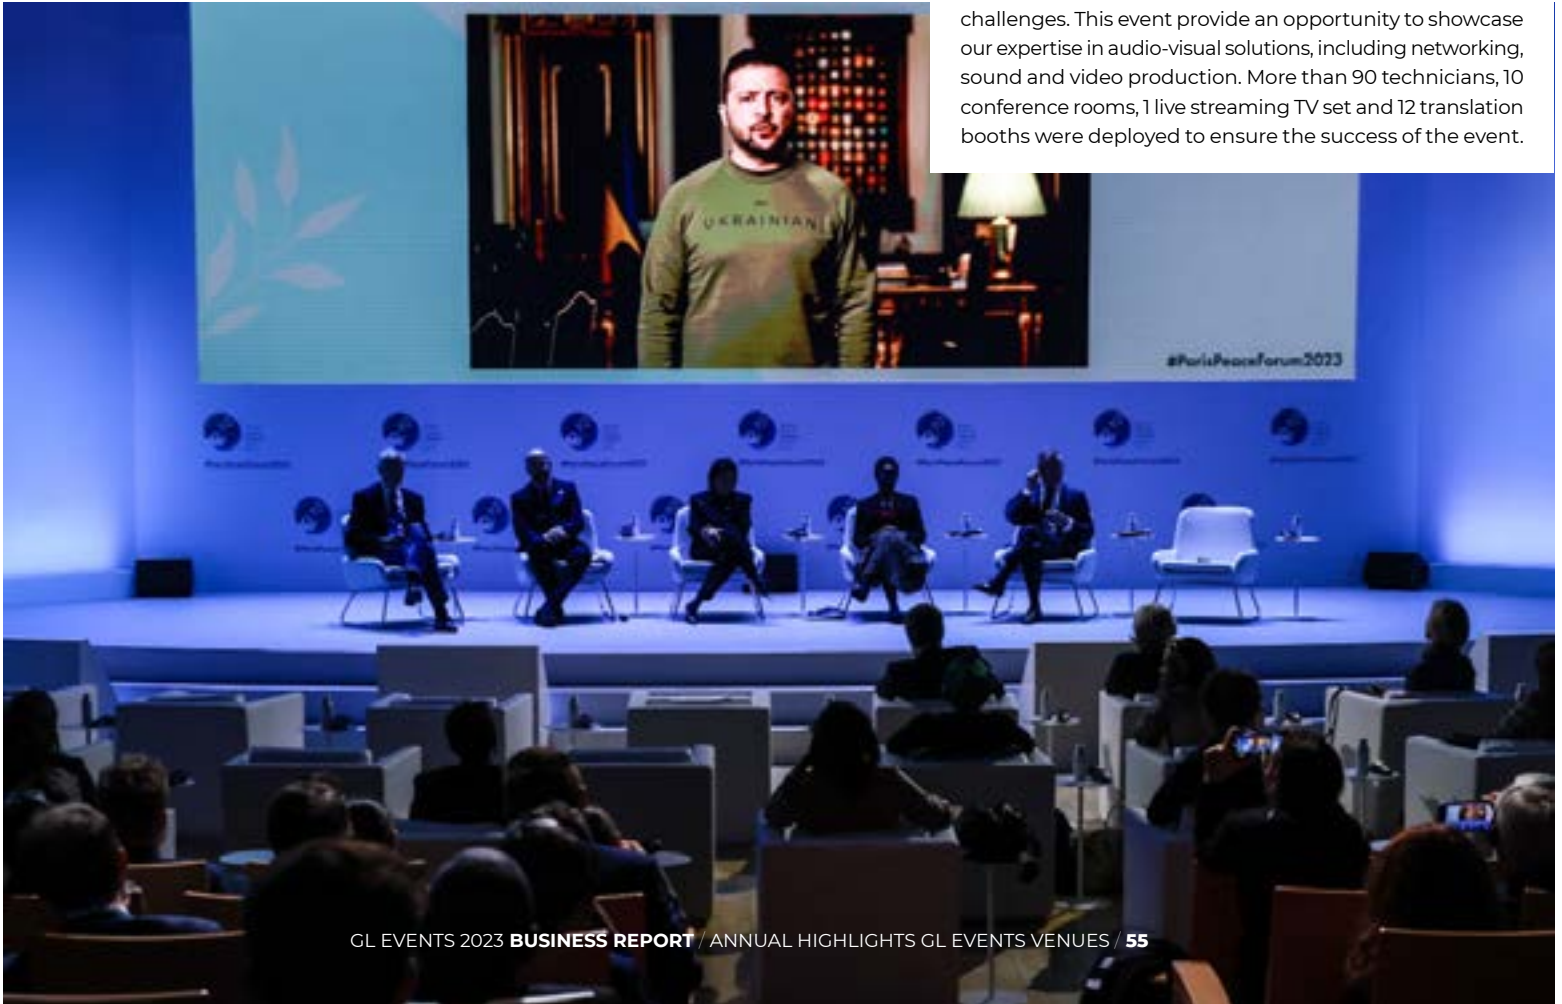 challenges. This event provide an opportunity to showcase
our expertise in audio-visual solutions, including networking,
sound and video production. More than 90 technicians, 10
conference rooms, 1 live streaming TV set and 12 translation
booths were deployed to ensure the success of the event.
UKRAINIAN
#ParisPeaceForum2023
GL EVENTS 2023 BUSINESS REPORT / ANNUAL HIGHLIGHTS GL EVENTS VENUES / 55